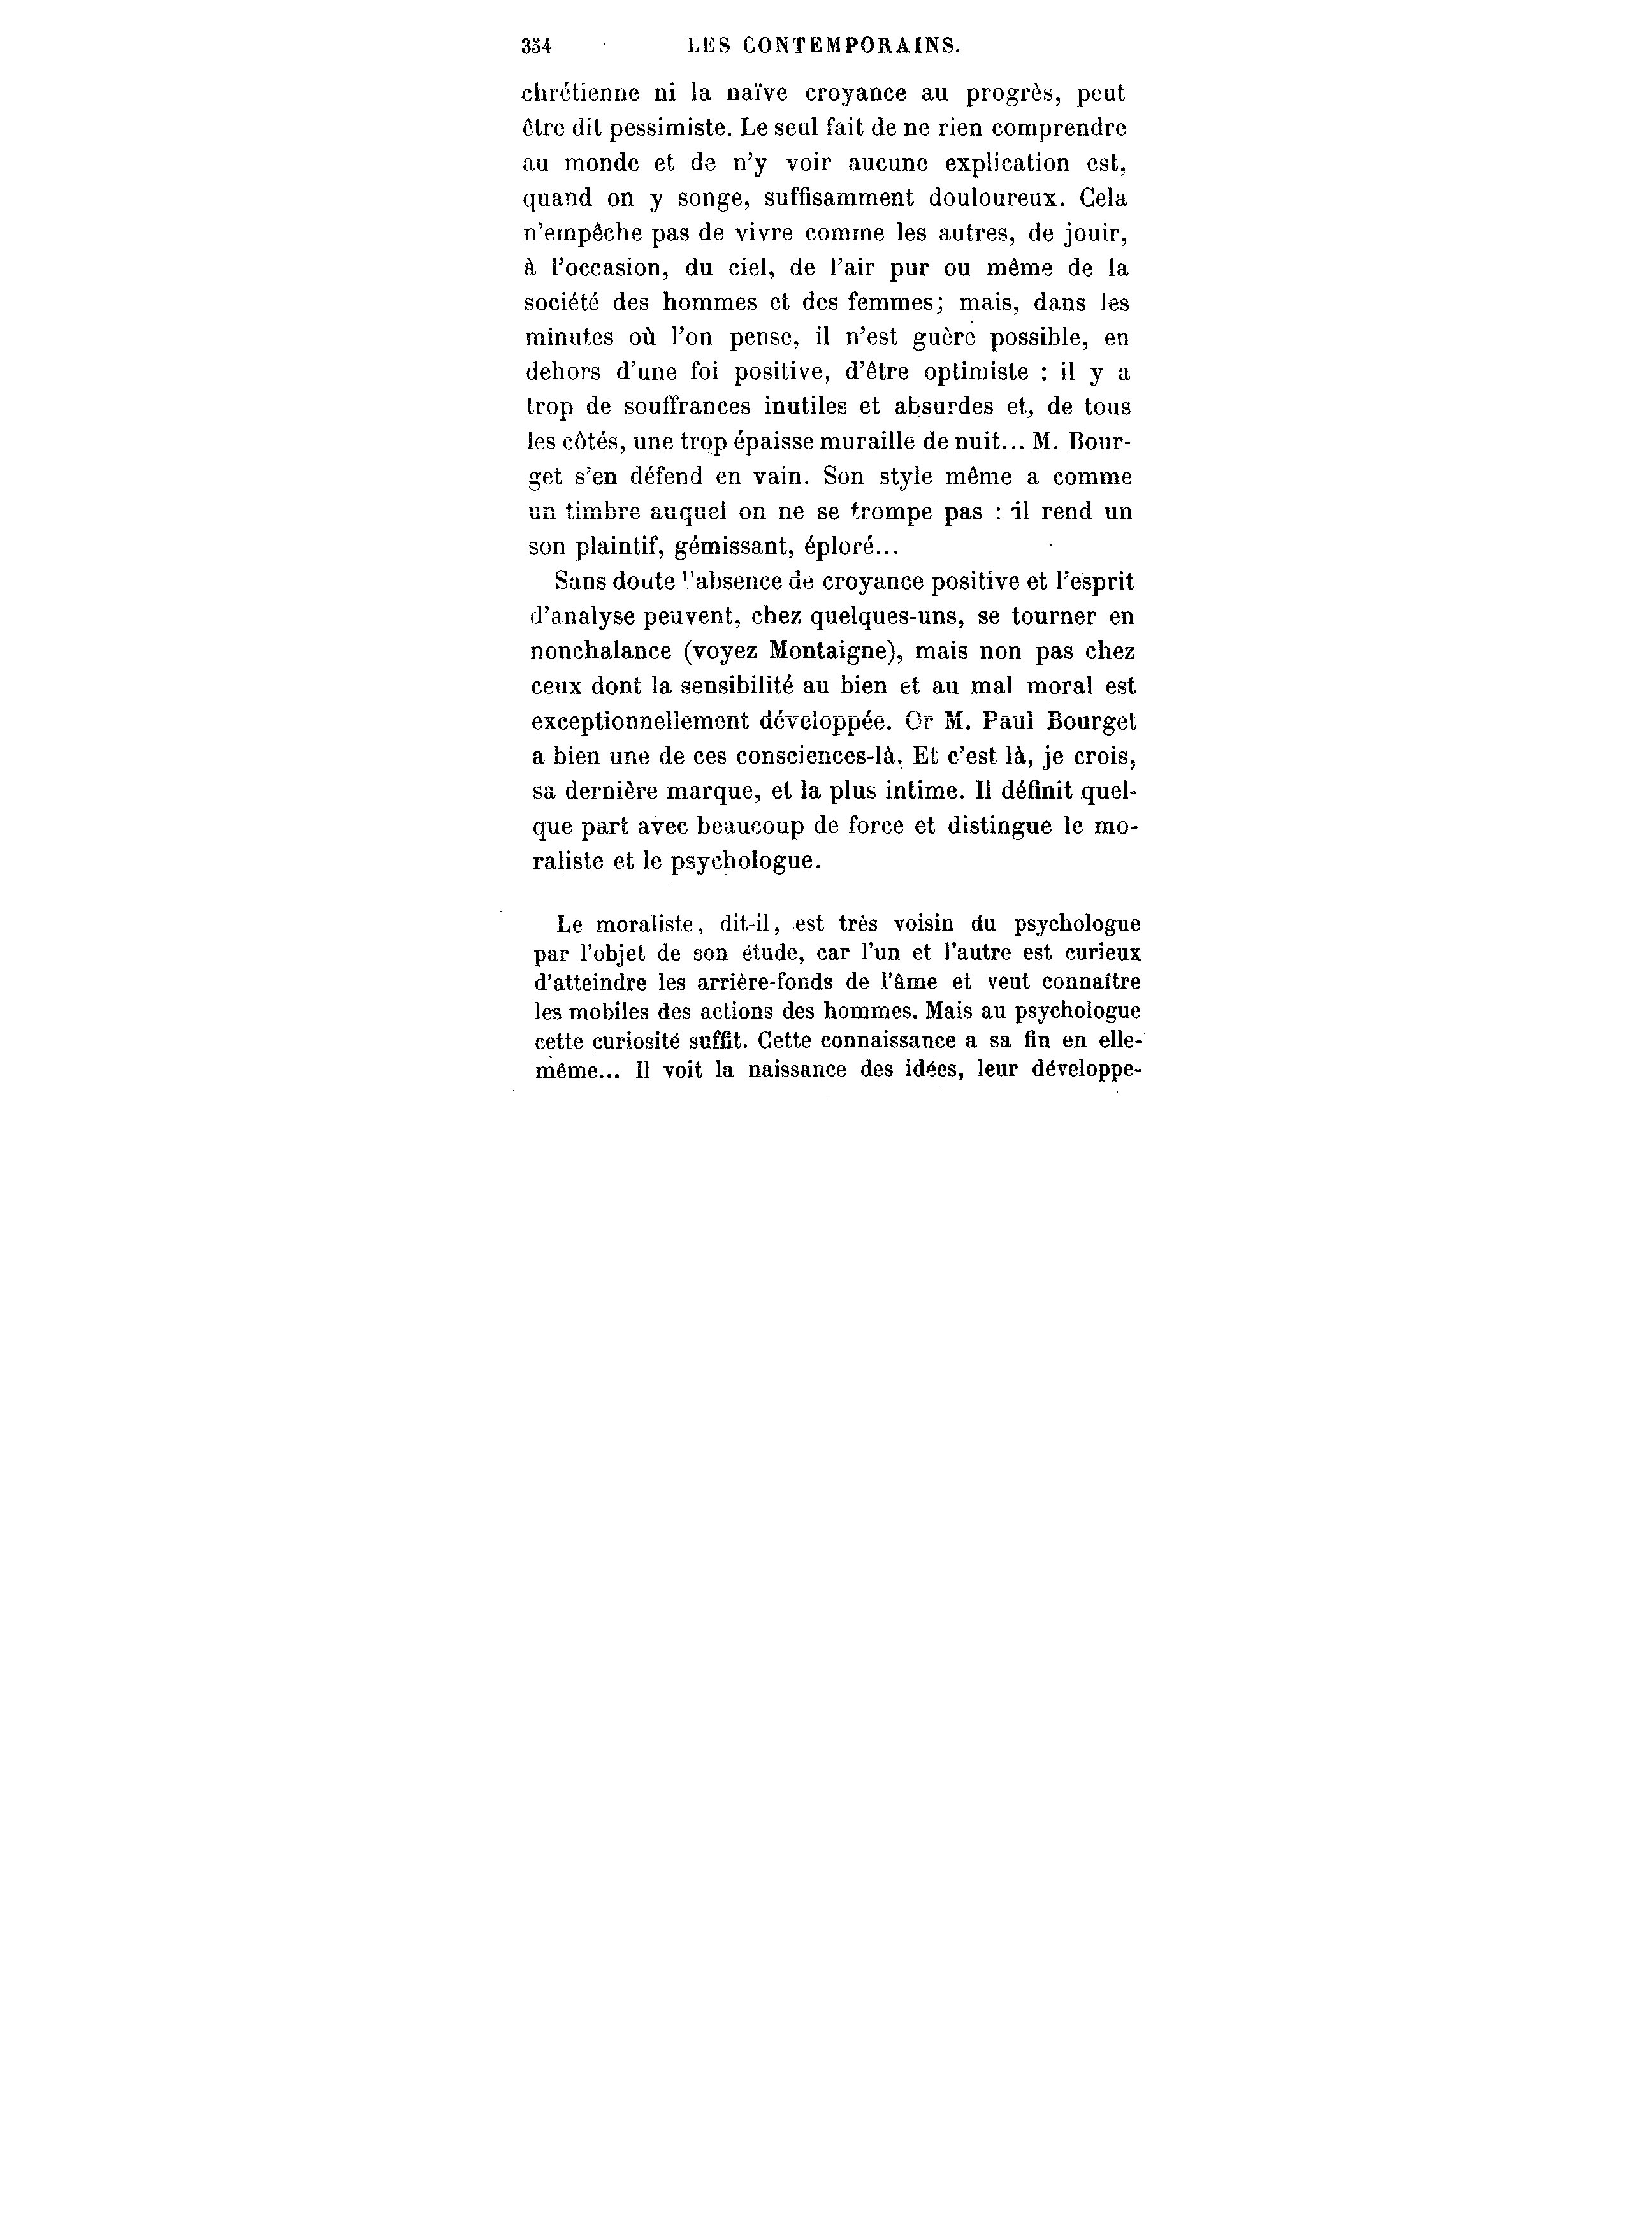 354 LES CONTEMPORAINS.
chrétienne ni la naïve croyance au progrès, peut
être dit pessimiste. Le seul fait de ne rien comprendre
au monde et de n'y voir aucune explication est,
quand on y songe, suffisamment douloureux. Cela
n'empêche pas de vivre comme les autres, de jouir,
à l'occasion, du ciel, de l'air pur ou même de la
société des hommes et des femmes; mais, dans les
minutes où l'on pense, il n'est guère possible, en
dehors d'une foi positive, d'être optimiste : il y a
trop de souffrances inutiles et absurdes et, de tous
les côtés, une trop épaisse muraille de nuit... M. Bour-
get s'en défend en vain. Son style même a comme
un timbre auquel on ne se trompe pas : il rend un
son plaintif, gémissant, éploré...
Sans doute l'absence de croyance positive et l'esprit
d'analyse peuvent, chez quelques-uns, se tourner en
nonchalance (voyez Montaigne), mais non pas chez
ceux dont la sensibilité au bien et au mal moral est
exceptionnellement développée. Or M. Paul Bourget
a bien une de ces consciences-là. Et c'est là, je crois,
sa dernière marque, et la plus intime. Il définit quel-
que part avec beaucoup de force et distingue le mo-
raliste et le psychologue.
Le moraliste, dit-il, est très voisin du psychologue
par l'objet de son étude, car l'un et l'autre est curieux
d'atteindre les arrière-fonds de l'âme et veut connaître
les mobiles des actions des hommes. Mais au psychologue
cette curiosité suffit. Cette connaissance a sa fin en elle-
même... Il voit la naissance des idées, leur développe-